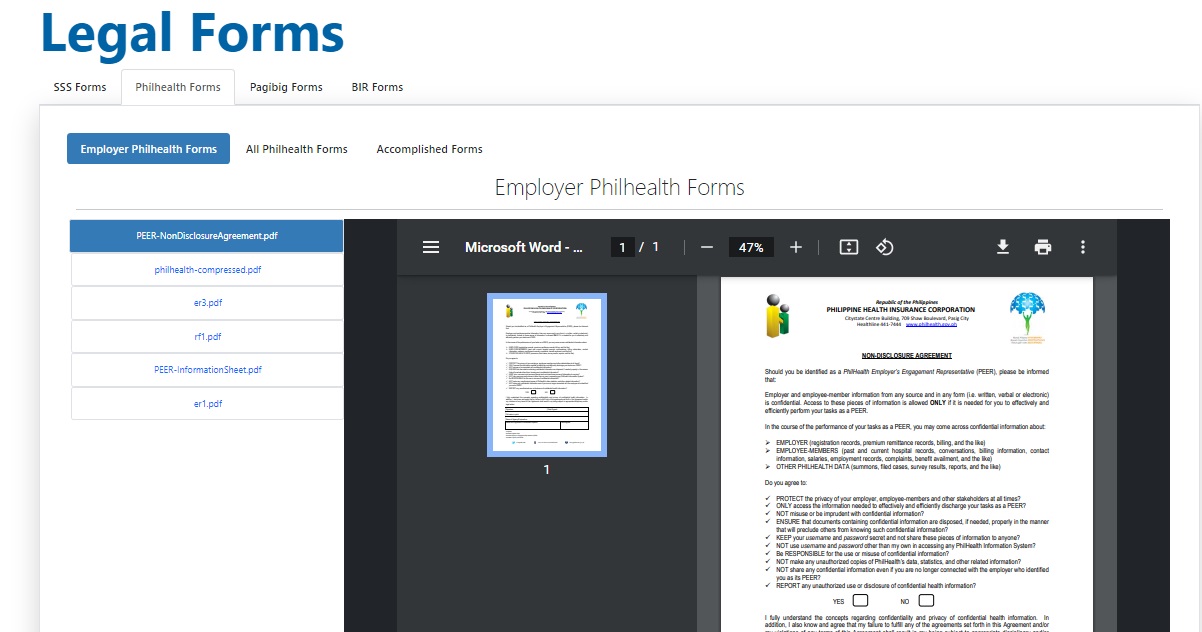 Legal Forms
SSS Forms
Philhealth Forms
Pagibig Forms
BIR Forms
Employer Philhealth Forms
All Philhealth Forms
Accomplished Forms
Employer Philhealth Forms
PEER-NonDisclosureAgreement.pdf
philhealth-compressed.pdf
er3.pdf
rf1.pdf
PEER-InformationSheet.pdf
er1.pdf
Microsoft Word - ...
1 / 1
47%
1
Republic of the Philippines
PHILIPPINE HEALTH INSURANCE CORPORATION
Citystate Centre Building, 709 Shaw Boulevard, Pasig City
Healthline 441-7444 www.philhealth.gov.ph
NON-DISCLOSURE AGREEMENT
Should you be identified as a PhilHealth Employer's Engagement Representative (PEER), please be informed
that:
Employer and employee-member information from any source and in any form (i.e. written, verbal or electronic)
is confidential. Access to these pieces of information is allowed ONLY if it is needed for you to effectively and
efficiently perform your tasks as a PEER.
In the course of the performance of your tasks as a PEER, you may come across confidential information about:
➢ EMPLOYER (registration records, premium remittance records, billing, and the like)
➢ EMPLOYEE-MEMBERS (past and current hospital records, conversations, billing information, contact
information, salaries, employment records, complaints, benefit availment, and the like)
➢ OTHER PHILHEALTH DATA (summons, filed cases, survey results, reports, and the like)
Do you agree to:
✓ PROTECT the privacy of your employer, employee-members and other stakeholders at all times?
✓ ONLY access the information needed to effectively and efficiently discharge your tasks as a PEER?
✓ NOT misuse or be imprudent with confidential information?
✓ ENSURE that documents containing confidential information are disposed, if needed, properly in the manner
that will preclude others from knowing such confidential information?
✓ KEEP your username and password secret and not share these pieces of information to anyone?
✓ NOT use username and password other than my own in accessing any PhilHealth Information System?
✓ Be RESPONSIBLE for the use or misuse of confidential information?
✓ NOT make any unauthorized copies of PhilHealth's data, statistics, and other related information?
✓ NOT share any confidential information even if you are no longer connected with the employer who identified
you as its PEER?
✓ REPORT any unauthorized use or disclosure of confidential health information?
YES
NO
I fully understand the concepts regarding confidentiality and privacy of confidential health information. In
addition, I also know and agree that my failure to fulfill any of the agreements set forth in this Agreement and/or